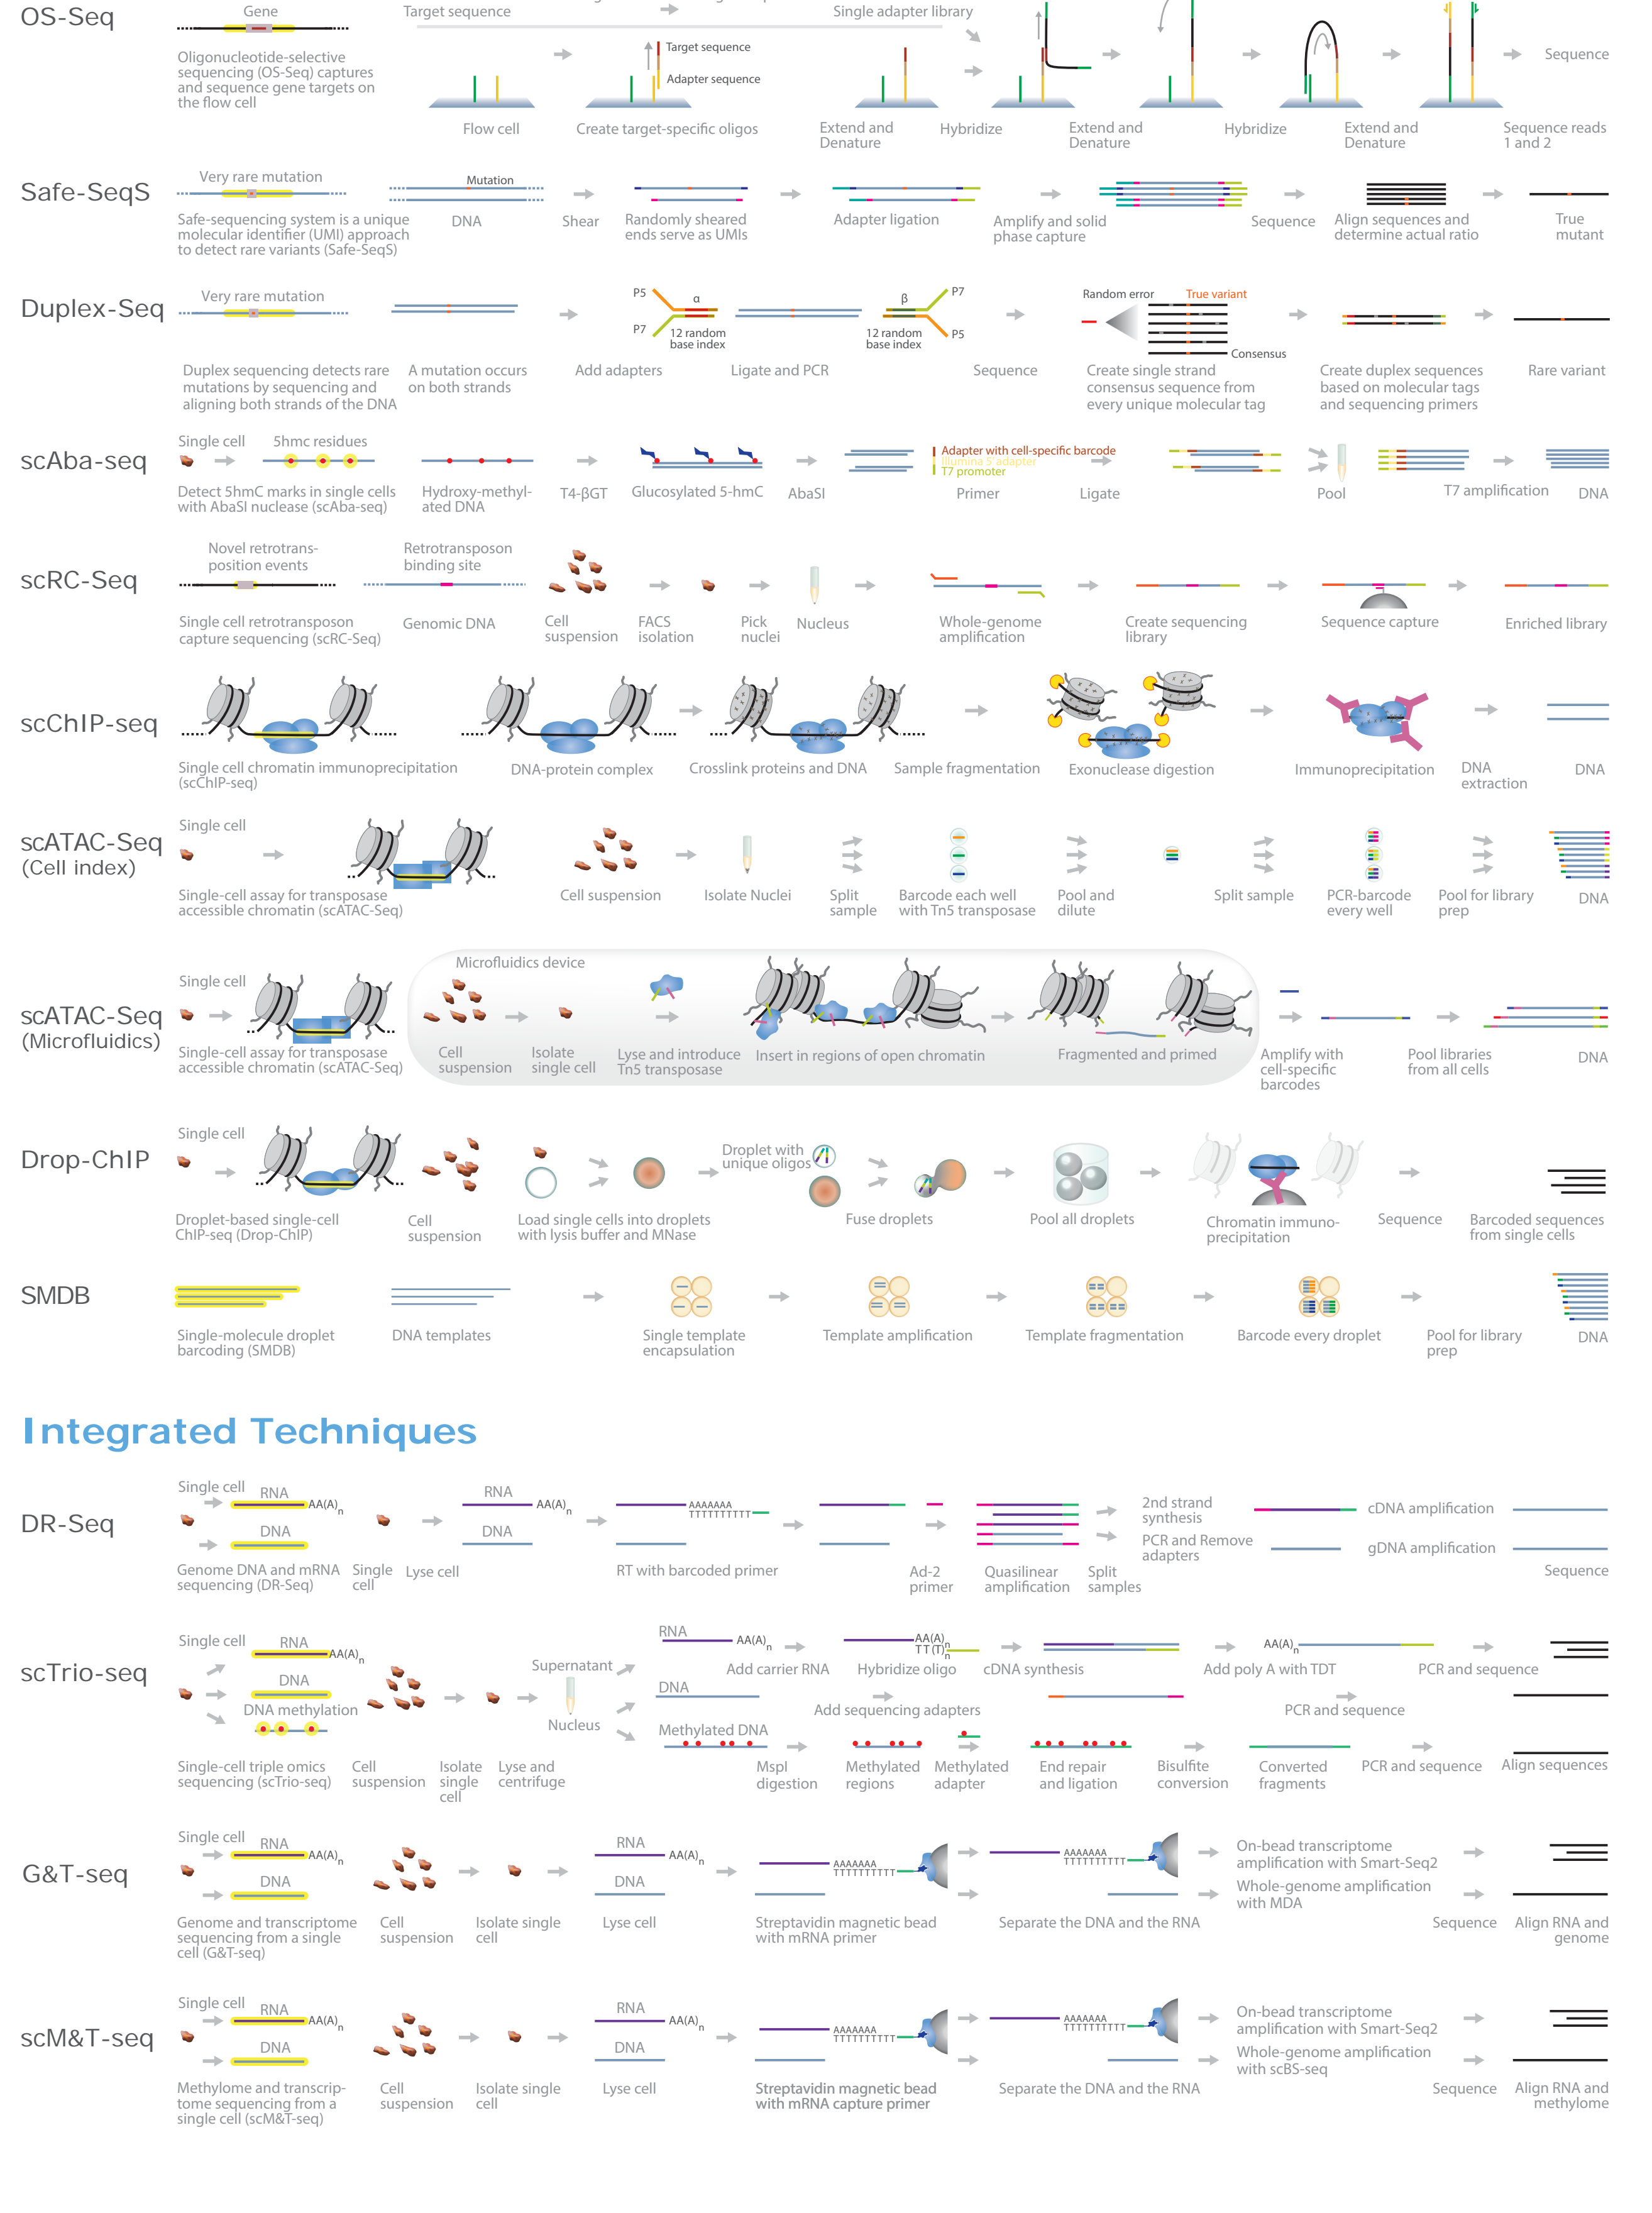 OS-Seq
Gene
Target sequence
Single adapter library
Target sequence
Adapter sequence
Sequence
Oligonucleotide-selective
sequencing (OS-Seq) captures
and sequence gene targets on
the flow cell
Flow cell
Create target-specific oligos
Extend and
Denature
Hybridize
Extend and
Denature
Hybridize
Extend and
Denature
Sequence reads
1 and 2
Safe-SeqS
Very rare mutation
Mutation
Safe-sequencing system is a unique
molecular identifier (UMI) approach
to detect rare variants (Safe-SeqS)
DNA
Shear
Randomly sheared
ends serve as UMIs
Adapter ligation
Amplify and solid
phase capture
Sequence
Align sequences and
determine actual ratio
True
mutant
Duplex-Seq
Very rare mutation
P5
α
P7
12 random
base index
β
P7
12 random
base index
P5
Random error
True variant
Consensus
Duplex sequencing detects rare
mutations by sequencing and
aligning both strands of the DNA
A mutation occurs
on both strands
Add adapters
Ligate and PCR
Sequence
Create single strand
consensus sequence from
every unique molecular tag
Create duplex sequences
based on molecular tags
and sequencing primers
Rare variant
scAba-seq
Single cell
5hmc residues
Adapter with cell-specific barcode
Illumina 5' adapter
T7 promoter
Detect 5hmC marks in single cells
with AbaSI nuclease (scAba-seq)
Hydroxy-methyl-
ated DNA
T4-βGT
Glucosylated 5-hmC
AbaSI
Primer
Ligate
Pool
T7 amplification
DNA
scRC-Seq
Novel retrotrans-
position events
Retrotransposon
binding site
Single cell retrotransposon
capture sequencing (scRC-Seq)
Genomic DNA
Cell
suspension
FACS
isolation
Pick
nuclei
Nucleus
Whole-genome
amplification
Create sequencing
library
Sequence capture
Enriched library
scChIP-seq
Single cell chromatin immunoprecipitation
(scChIP-seq)
DNA-protein complex
Crosslink proteins and DNA
Sample fragmentation
Exonuclease digestion
Immunoprecipitation
DNA
extraction
DNA
scATAC-Seq
(Cell index)
Single cell
Single-cell assay for transposase
accessible chromatin (scATAC-Seq)
Cell suspension
Isolate Nuclei
Split
sample
Barcode each well
with Tn5 transposase
Pool and
dilute
Split sample
PCR-barcode
every well
Pool for library
prep
DNA
scATAC-Seq
(Microfluidics)
Single cell
Microfluidics device
Single-cell assay for transposase
accessible chromatin (scATAC-Seq)
Cell
suspension
Isolate
single cell
Lyse and introduce
Tn5 transposase
Insert in regions of open chromatin
Fragmented and primed
Amplify with
cell-specific
barcodes
Pool libraries
from all cells
DNA
Drop-ChIP
Single cell
Droplet with
unique oligos
Droplet-based single-cell
ChIP-seq (Drop-ChIP)
Cell
suspension
Load single cells into droplets
with lysis buffer and MNase
Fuse droplets
Pool all droplets
Chromatin immuno-
precipitation
Sequence
Barcoded sequences
from single cells
SMDB
Single-molecule droplet
barcoding (SMDB)
DNA templates
Single template
encapsulation
Template amplification
Template fragmentation
Barcode every droplet
Pool for library
prep
DNA
Integrated Techniques
DR-Seq
Single cell
RNA
AA(A)n
DNA
RNA
AA(A)n
DNA
AAAAAAA
TTTTTTTTTT
2nd strand
synthesis
PCR and Remove
adapters
cDNA amplification
gDNA amplification
Genome DNA and mRNA
sequencing (DR-Seq)
Single
cell
Lyse cell
RT with barcoded primer
Ad-2
primer
Quasilinear
amplification
Split
samples
Sequence
scTrio-seq
Single cell
RNA
AA(A)n
DNA
DNA methylation
Supernatant
Nucleus
RNA
AA(A)n
Add carrier RNA
AA(A)n
TT(T)n
Hybridize oligo
cDNA synthesis
AA(A)n
Add poly A with TDT
PCR and sequence
DNA
Add sequencing adapters
PCR and sequence
Methylated DNA
Single-cell triple omics
sequencing (scTrio-seq)
Cell
suspension
Isolate
single
cell
Lyse and
centrifuge
MspI
digestion
Methylated
regions
Methylated
adapter
End repair
and ligation
Bisulfite
conversion
Converted
fragments
PCR and sequence
Align sequences
G&T-seq
Single cell
RNA
AA(A)n
DNA
RNA
AA(A)n
DNA
AAAAAAA
TTTTTTTTTT
AAAAAAA
TTTTTTTTTT
On-bead transcriptome
amplification with Smart-Seq2
Whole-genome amplification
with MDA
Genome and transcriptome
sequencing from a single
cell (G&T-seq)
Cell
suspension
Isolate single
cell
Lyse cell
Streptavidin magnetic bead
with mRNA primer
Separate the DNA and the RNA
Sequence
Align RNA and
genome
scM&T-seq
Single cell
RNA
AA(A)n
DNA
RNA
AA(A)n
DNA
AAAAAAA
TTTTTTTTTT
AAAAAAA
TTTTTTTTTT
On-bead transcriptome
amplification with Smart-Seq2
Whole-genome amplification
with scBS-seq
Methylome and transcrip-
tome sequencing from a
single cell (scM&T-seq)
Cell
suspension
Isolate single
cell
Lyse cell
Streptavidin magnetic bead
with mRNA capture primer
Separate the DNA and the RNA
Sequence
Align RNA and
methylome